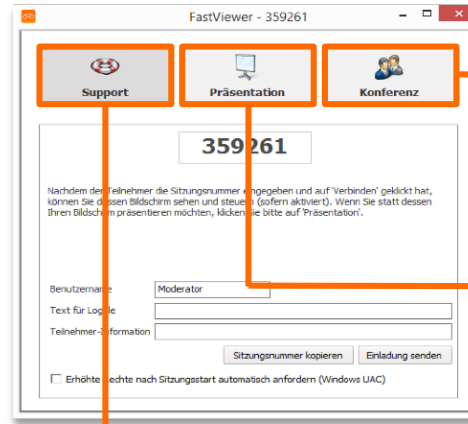 FastViewer - 359261
Support
Präsentation
Konferenz
359261
Nachdem der Teilnehmer die Sitzungsnummer eingegeben und auf 'Verbinden' geklickt hat,
können Sie dessen Bildschirm sehen und steuern (sofern aktiviert). Wenn Sie statt dessen
Ihren Bildschirm präsentieren möchten, klicken Sie bitte auf 'Präsentation'.
Benutzername
Moderator
Text für Logfile
Teilnehmer-Information
Sitzungsnummer kopieren
Einladung senden
Erhöhte Rechte nach Sitzungsstart automatisch anfordern (Windows UAC)